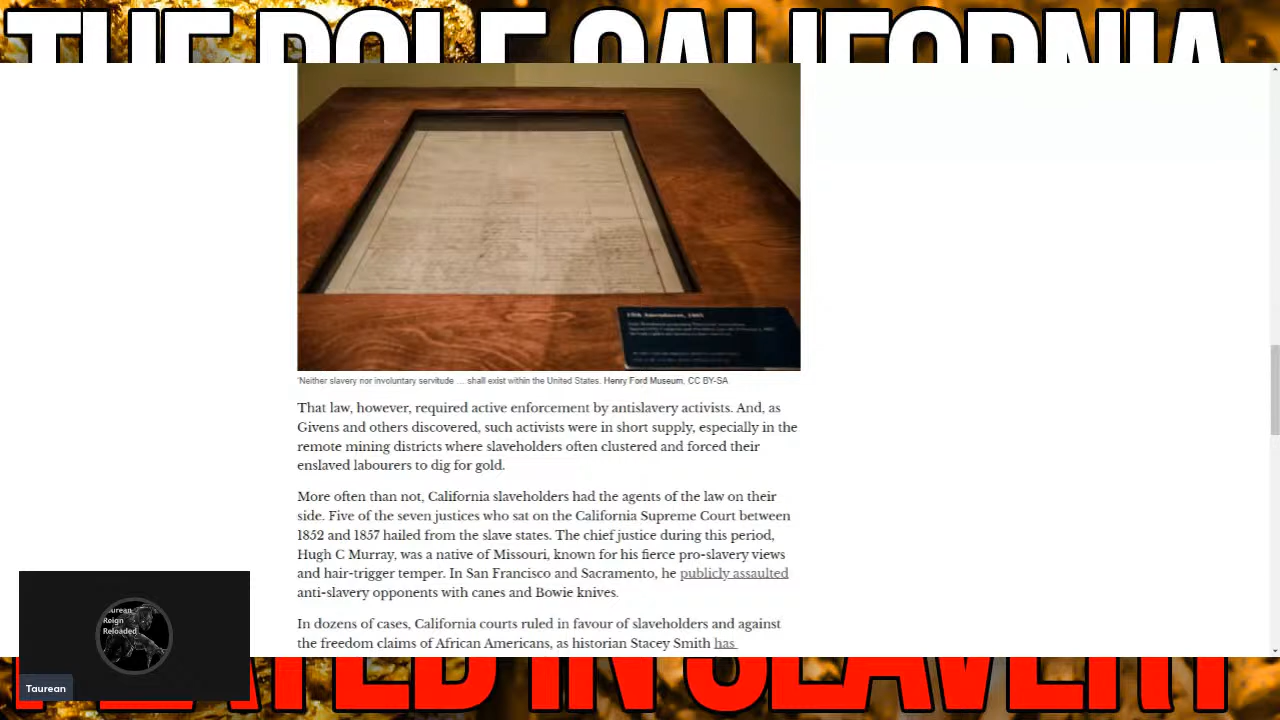 THE ROLE CALIFORNIA
13th Amendment, 1865
'Neither slavery nor involuntary servitude ... shall exist within the United States. Henry Ford Museum, CC BY-SA
That law, however, required active enforcement by antislavery activists. And, as
Givens and others discovered, such activists were in short supply, especially in the
remote mining districts where slaveholders often clustered and forced their
enslaved labourers to dig for gold.
More often than not, California slaveholders had the agents of the law on their
side. Five of the seven justices who sat on the California Supreme Court between
1852 and 1857 hailed from the slave states. The chief justice during this period,
Hugh C Murray, was a native of Missouri, known for his fierce pro-slavery views
and hair-trigger temper. In San Francisco and Sacramento, he publicly assaulted
anti-slavery opponents with canes and Bowie knives.
In dozens of cases, California courts ruled in favour of slaveholders and against
the freedom claims of African Americans, as historian Stacey Smith has
Taurean
Reign
Reloaded
Taurean
PLAYED IN SLAVERY